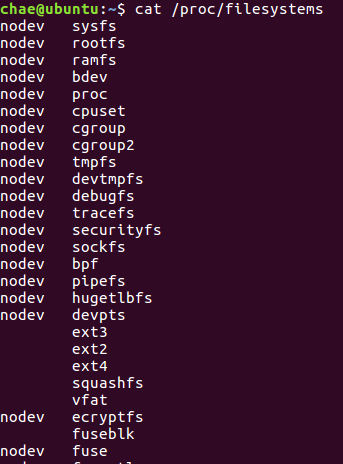 chae@ubuntu:~$ cat /proc/filesystems
nodev sysfs
nodev rootfs
nodev ramfs
nodev bdev
nodev proc
nodev cpuset
nodev cgroup
nodev cgroup2
nodev tmpfs
nodev devtmpfs
nodev debugfs
nodev tracefs
nodev securityfs
nodev sockfs
nodev bpf
nodev pipefs
nodev hugetlbfs
nodev devpts
ext3
ext2
ext4
squashfs
vfat
nodev ecryptfs
fuseblk
nodev fuse